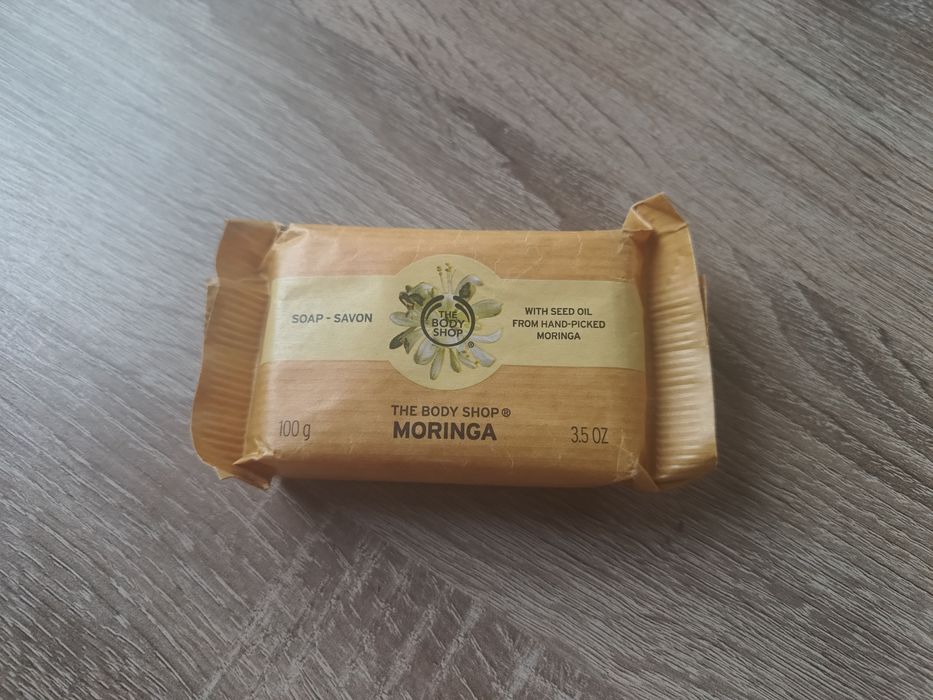 SOAP - SAVON
THE
BODY
SHOP®
WITH SEED OIL
FROM HAND-PICKED
MORINGA
THE BODY SHOP®
MORINGA
100 g
3.5 OZ